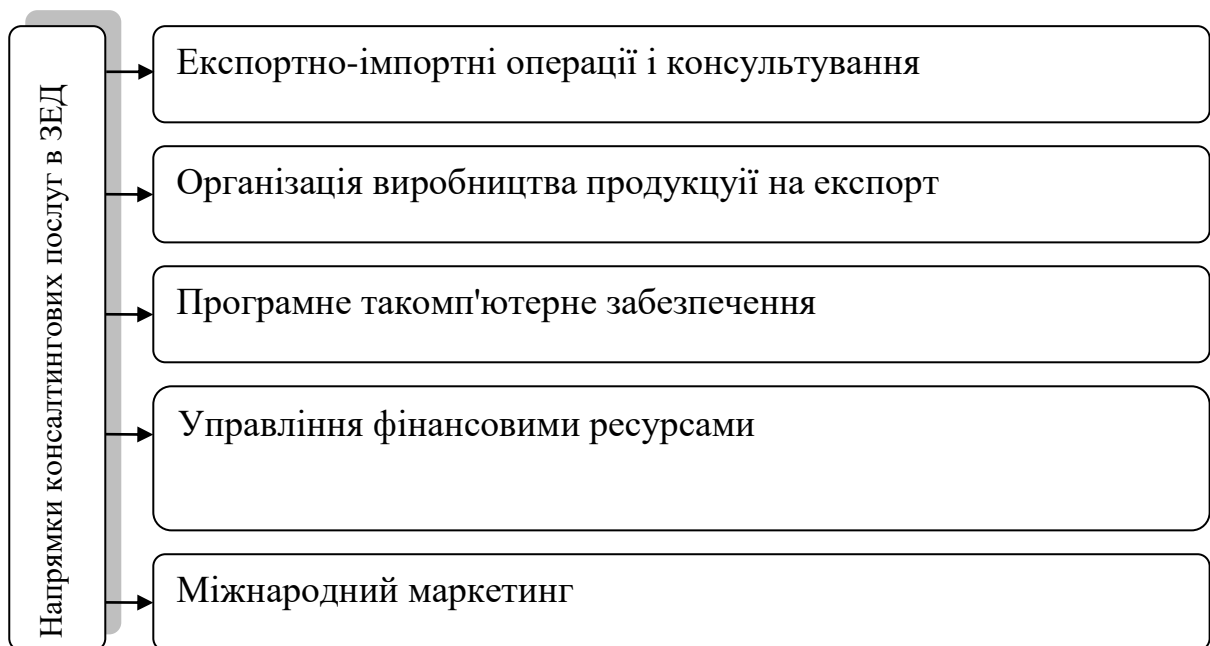 Напрямки консалтингових послуг в ЗЕД
Експортно-імпортні операції і консультування
Організація виробництва продукцуії на експорт
Програмне такомп'ютерне забезпечення
Управління фінансовими ресурсами
Міжнародний маркетинг